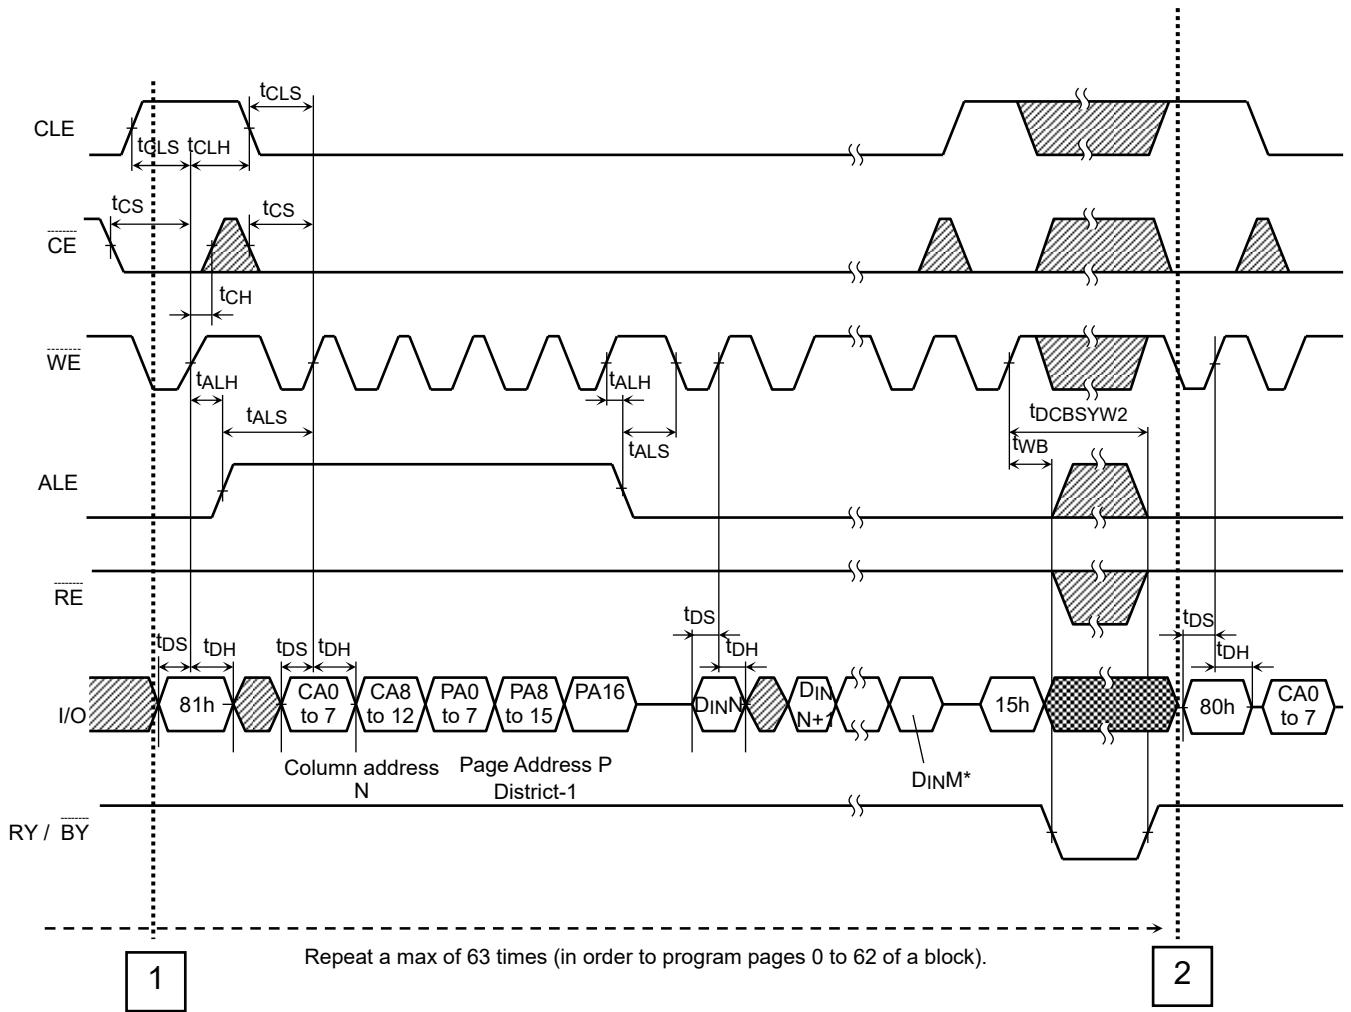 CLE
tCLS
tCLS
tCLH
CE
tCS
tCS
tCH
WE
tALH
tALS
tALH
tALS
tDCBSYW2
tWB
ALE
RE
tDS
tDH
tDS
tDH
tDS
tDH
tDS
tDH
I/O
81h
CA0
to 7
CA8
to 12
PA0
to 7
PA8
to 15
PA16
DINN
DIN
N+1
15h
80h
CA0
to 7
Column address
N
Page Address P
District-1
DINM*
RY / BY
Repeat a max of 63 times (in order to program pages 0 to 62 of a block).
1
2